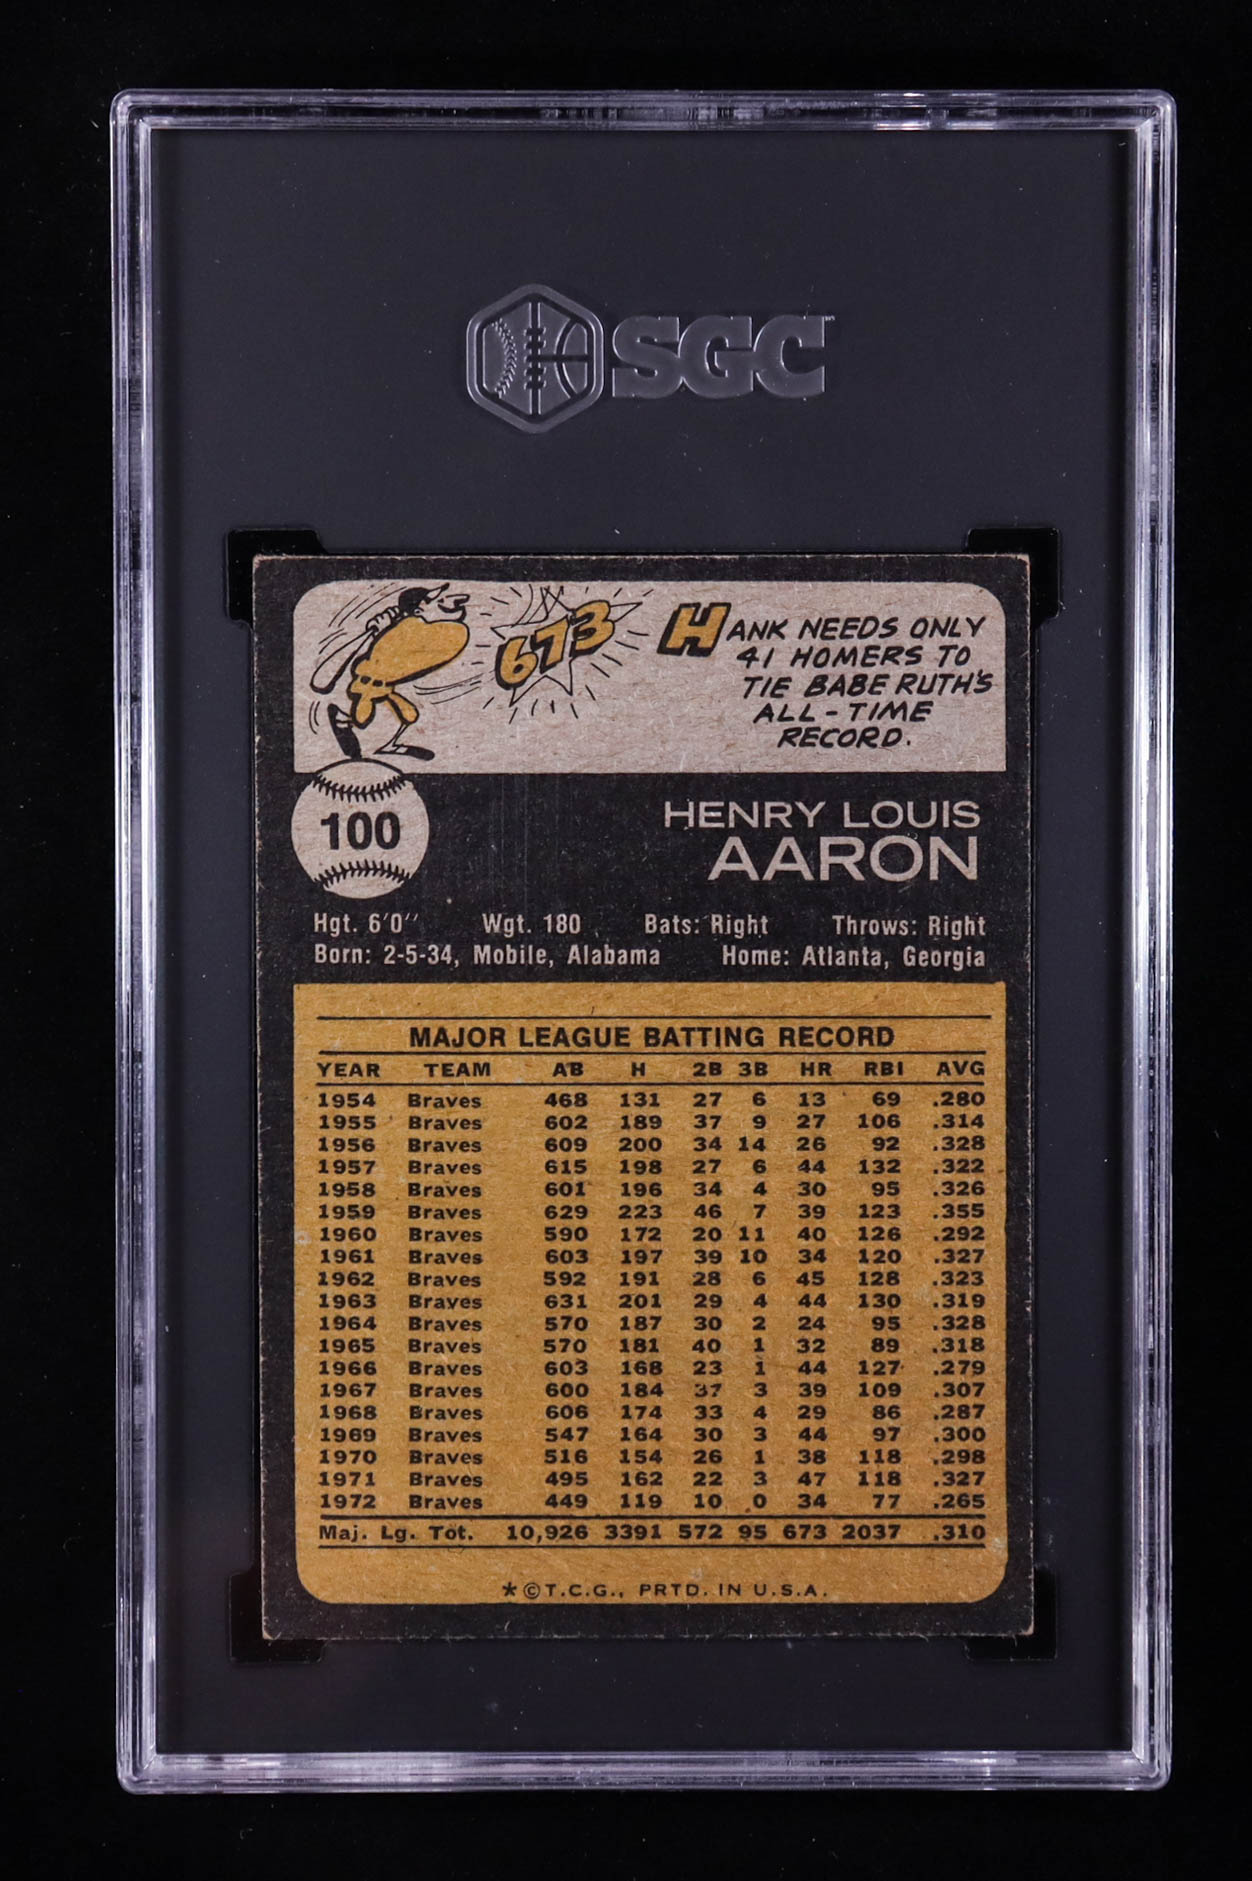 SGC
673
HANK NEEDS ONLY
41 HOMERS TO
TIE BABE RUTH'S
ALL-TIME
RECORD.
100
HENRY LOUIS
AARON
Hgt. 6'0" Wgt. 180 Bats: Right Throws: Right
Born: 2-5-34, Mobile, Alabama Home: Atlanta, Georgia
MAJOR LEAGUE BATTING RECORD
YEAR TEAM AB H 2B 3B HR RBI AVG
1954 Braves 468 131 27 6 13 69 .280
1955 Braves 602 189 37 9 27 106 .314
1956 Braves 609 200 34 14 26 92 .328
1957 Braves 615 198 27 6 44 132 .322
1958 Braves 601 196 34 4 30 95 .326
1959 Braves 629 223 46 7 39 123 .355
1960 Braves 590 172 20 11 40 126 .292
1961 Braves 603 197 39 10 34 120 .327
1962 Braves 592 191 28 6 45 128 .323
1963 Braves 631 201 29 4 44 130 .319
1964 Braves 570 187 30 2 24 95 .328
1965 Braves 570 181 40 1 32 89 .318
1966 Braves 603 168 23 1 44 127 .279
1967 Braves 600 184 37 3 39 109 .307
1968 Braves 606 174 33 4 29 86 .287
1969 Braves 547 164 30 3 44 97 .300
1970 Braves 516 154 26 1 38 118 .298
1971 Braves 495 162 22 3 47 118 .327
1972 Braves 449 119 10 0 34 77 .265
Maj. Lg. Tot. 10,926 3391 572 95 673 2037 .310
*©T.C.G., PRTD. IN U.S.A.